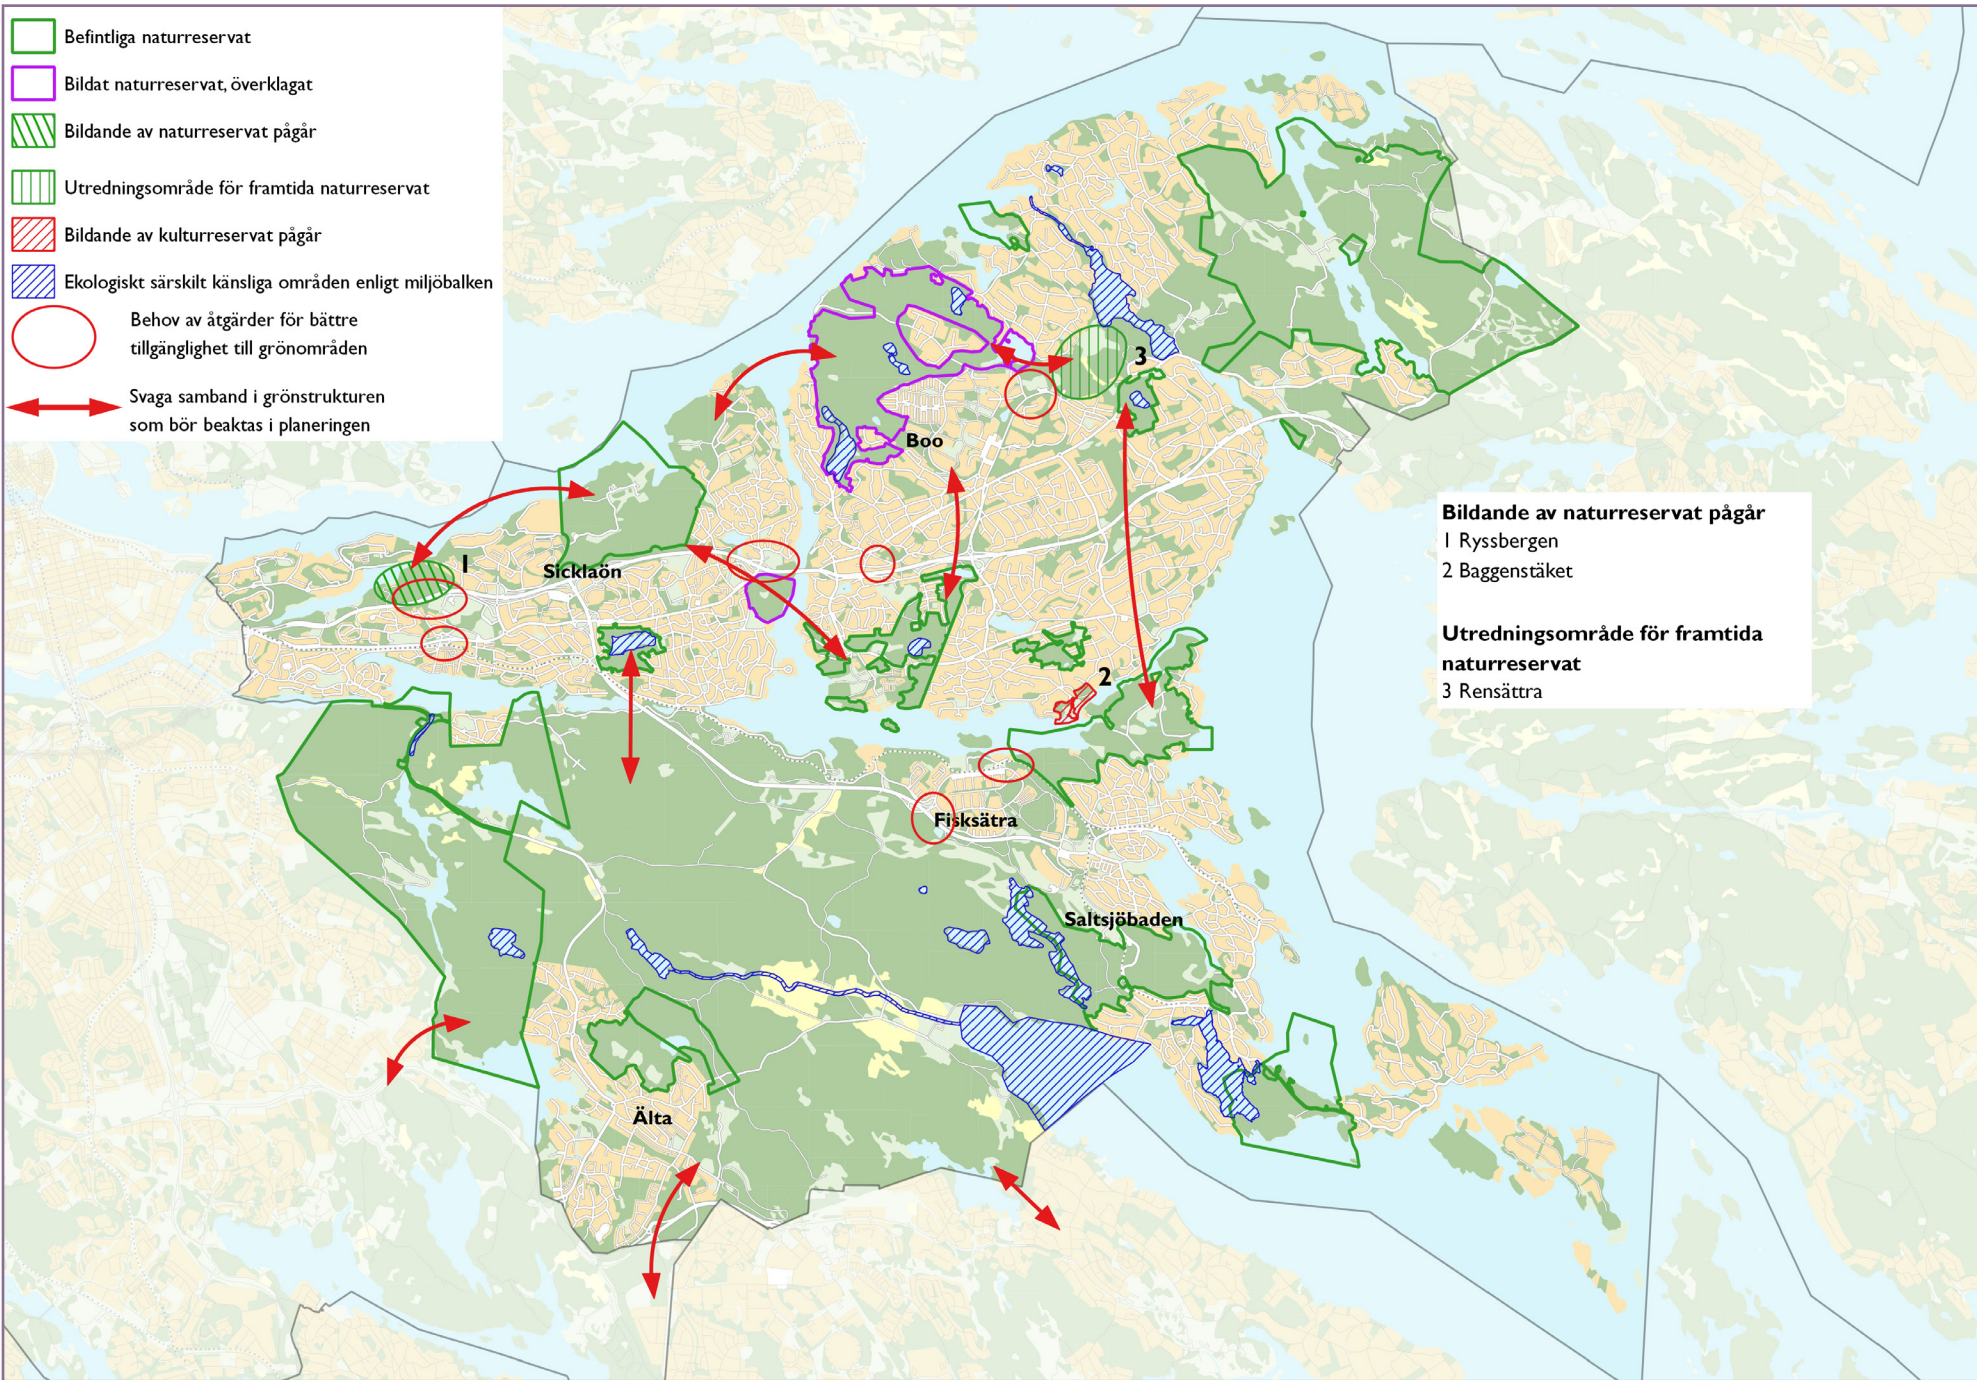 Befintliga naturreservat
Bildat naturreservat, överklagat
Bildande av naturreservat pågår
Utredningsområde för framtida naturreservat
Bildande av kulturreservat pågår
Ekologiskt särskilt känsliga områden enligt miljöbalken
Behov av åtgärder för bättre
tillgänglighet till grönområden
Svaga samband i grönstrukturen
som bör beaktas i planeringen
3
Boo
1
Sicklaön
2
Fisksätra
Saltsjöbaden
Älta
Bildande av naturreservat pågår
1 Ryssbergen
2 Baggenstäket
Utredningsområde för framtida
naturreservat
3 Rensättra